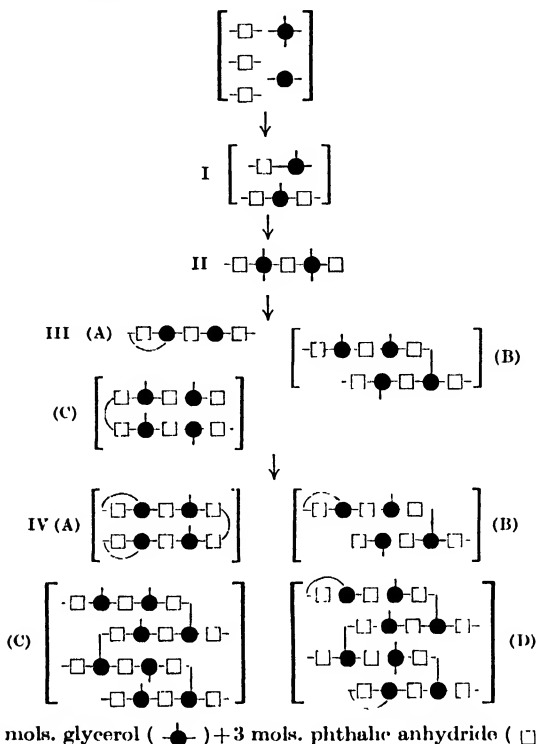 I
II
III (A)
(B)
(C)
IV (A)
(B)
(C)
(D)
mols. glycerol ( ) + 3 mols. phthalic anhydride (